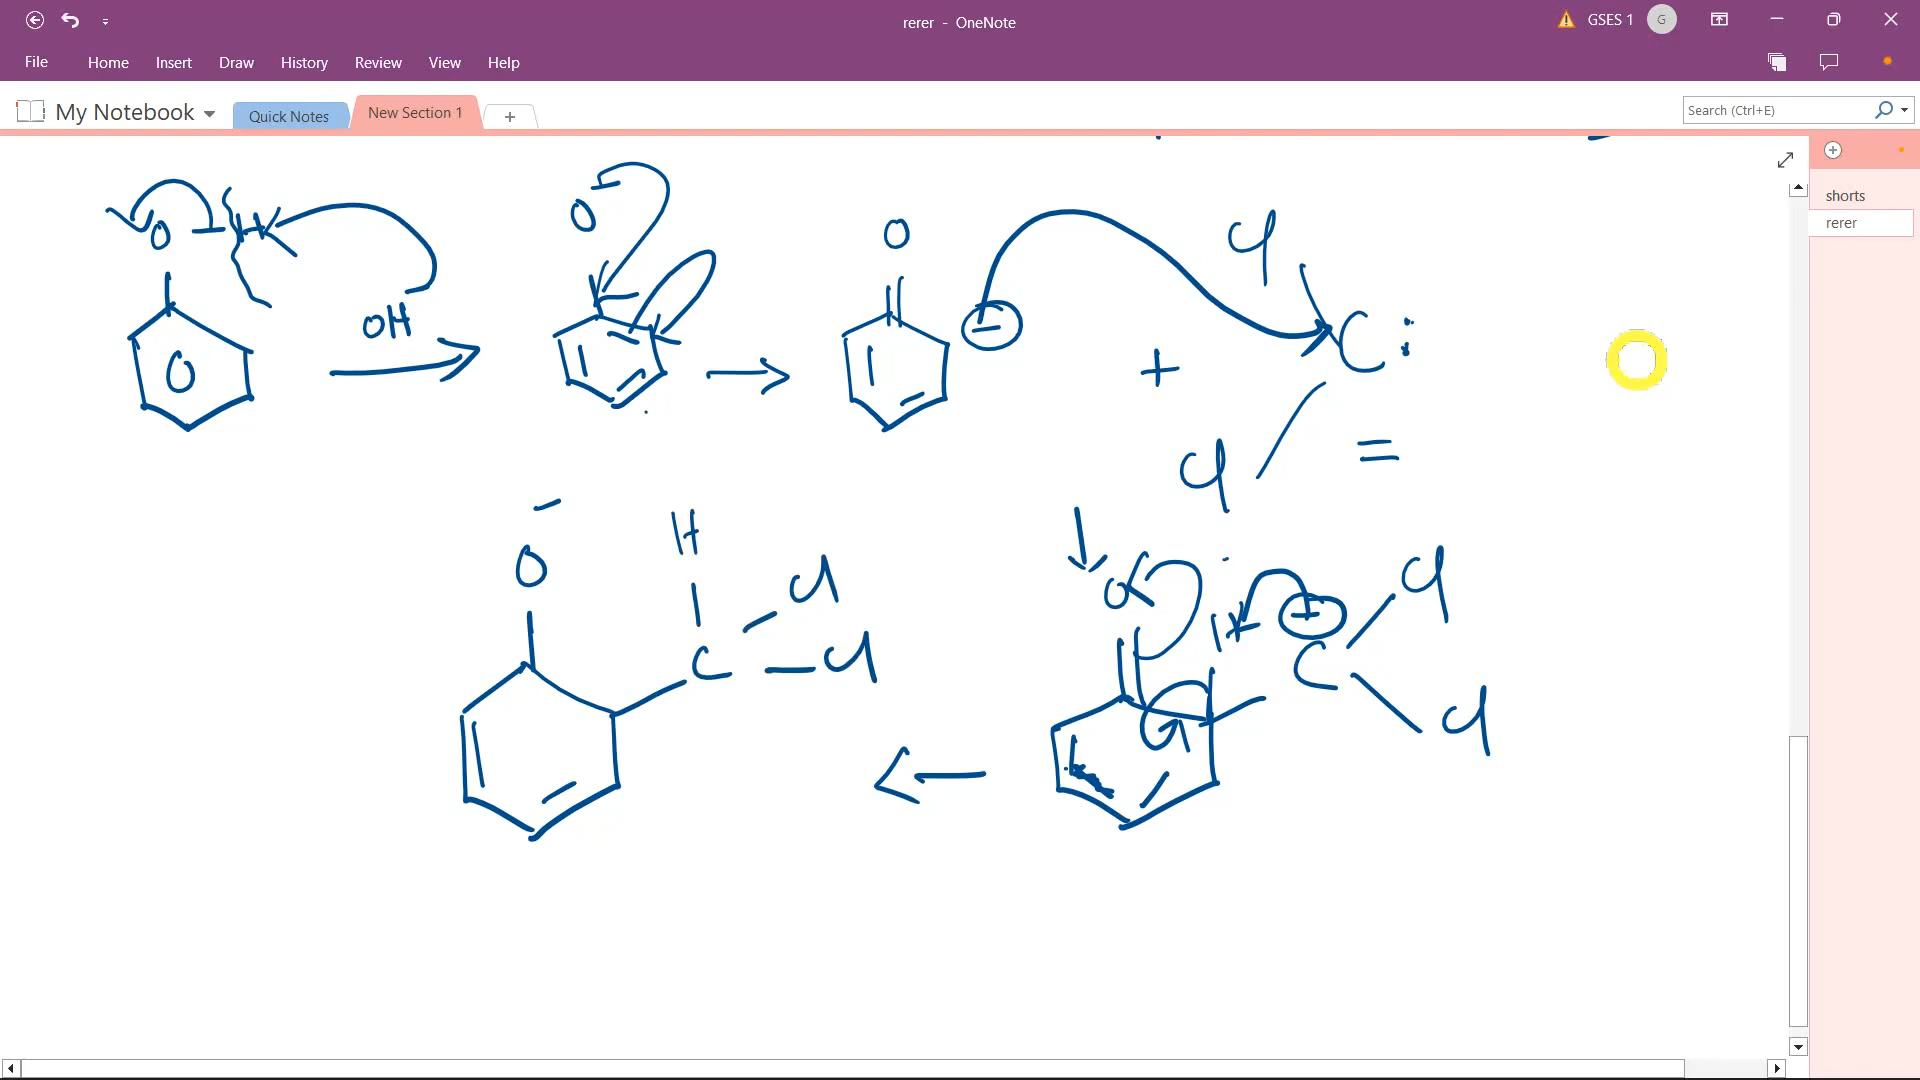 rerer - OneNote
GSES 1 G
File Home Insert Draw History Review View Help
My Notebook Quick Notes New Section 1 +
Search (Ctrl+E)
shorts
rerer
O H
OH
O
O
Cl
+ C:
Cl
O H
Cl
C Cl
O H C Cl
Cl